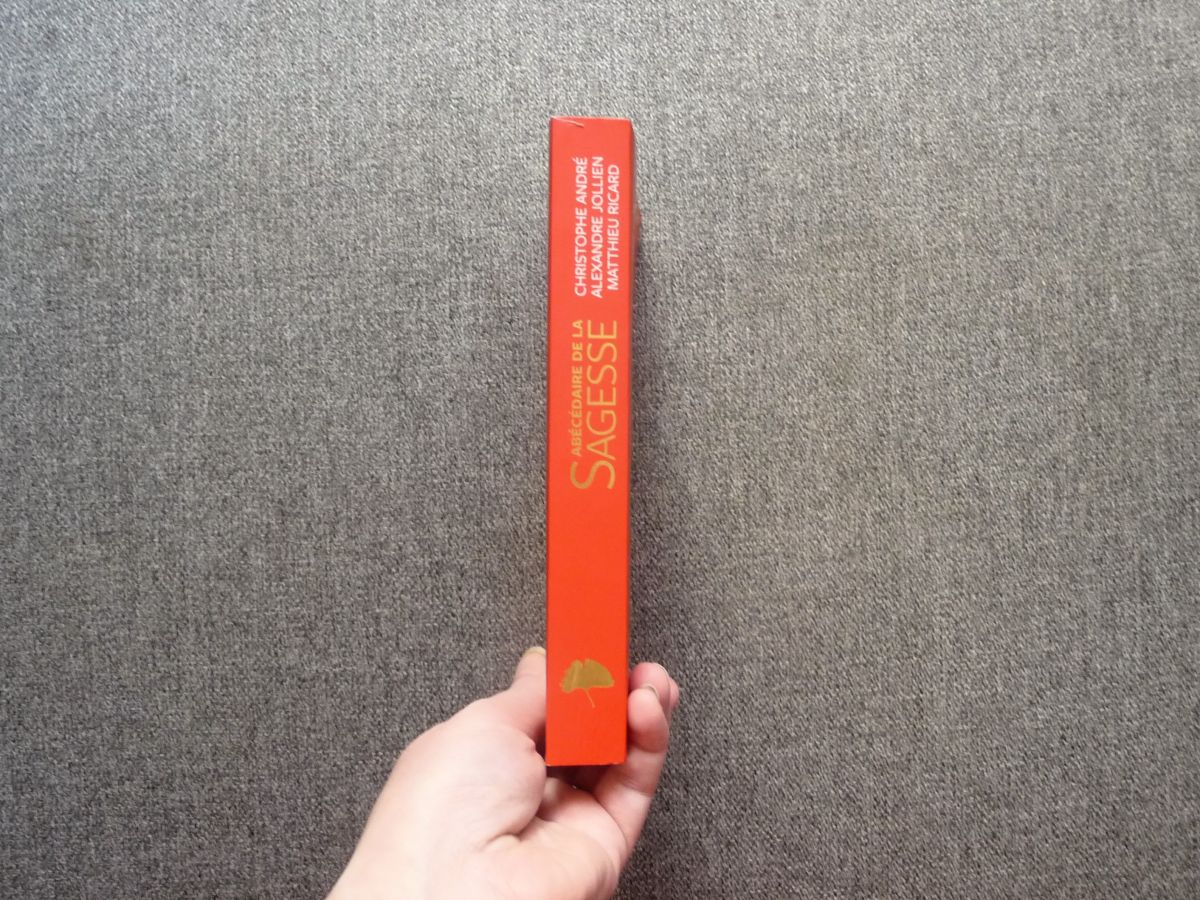 ABÉCÉDAIRE DE LA
SAGESSE
CHRISTOPHE ANDRÉ
ALEXANDRE JOLLIEN
MATTHIEU RICARD